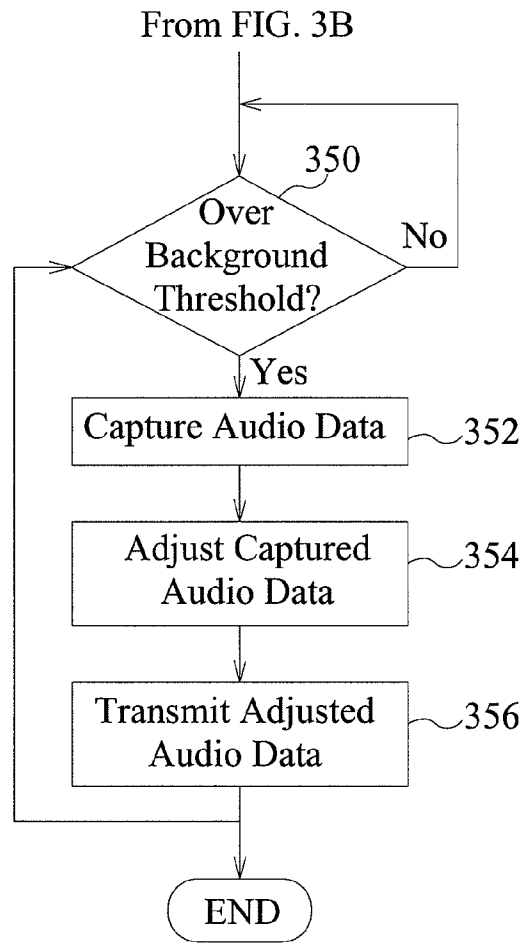 From FIG. 3B
350
Over
Background
Threshold?
No
Yes
Capture Audio Data
352
Adjust Captured
Audio Data
354
Transmit Adjusted
Audio Data
356
END